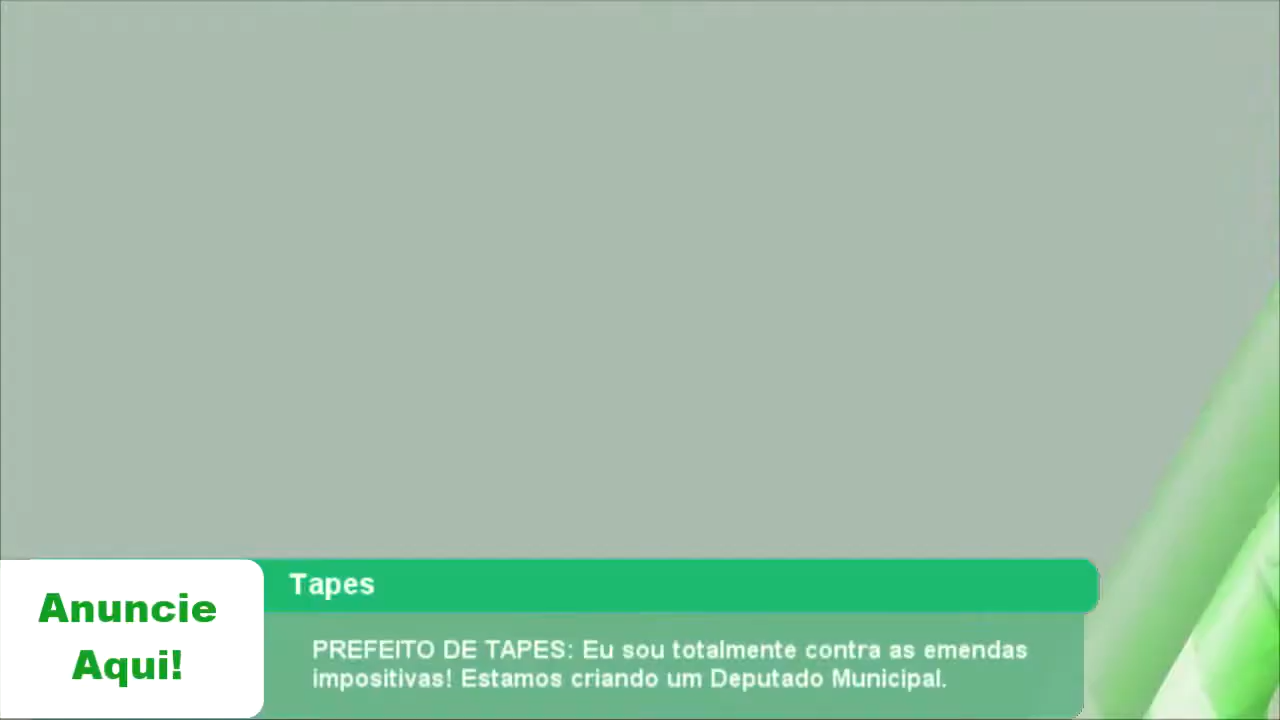 Tapes
Anuncie
Aqui!
PREFEITO DE TAPES: Eu sou totalmente contra as emendas
impositivas! Estamos criando um Deputado Municipal.